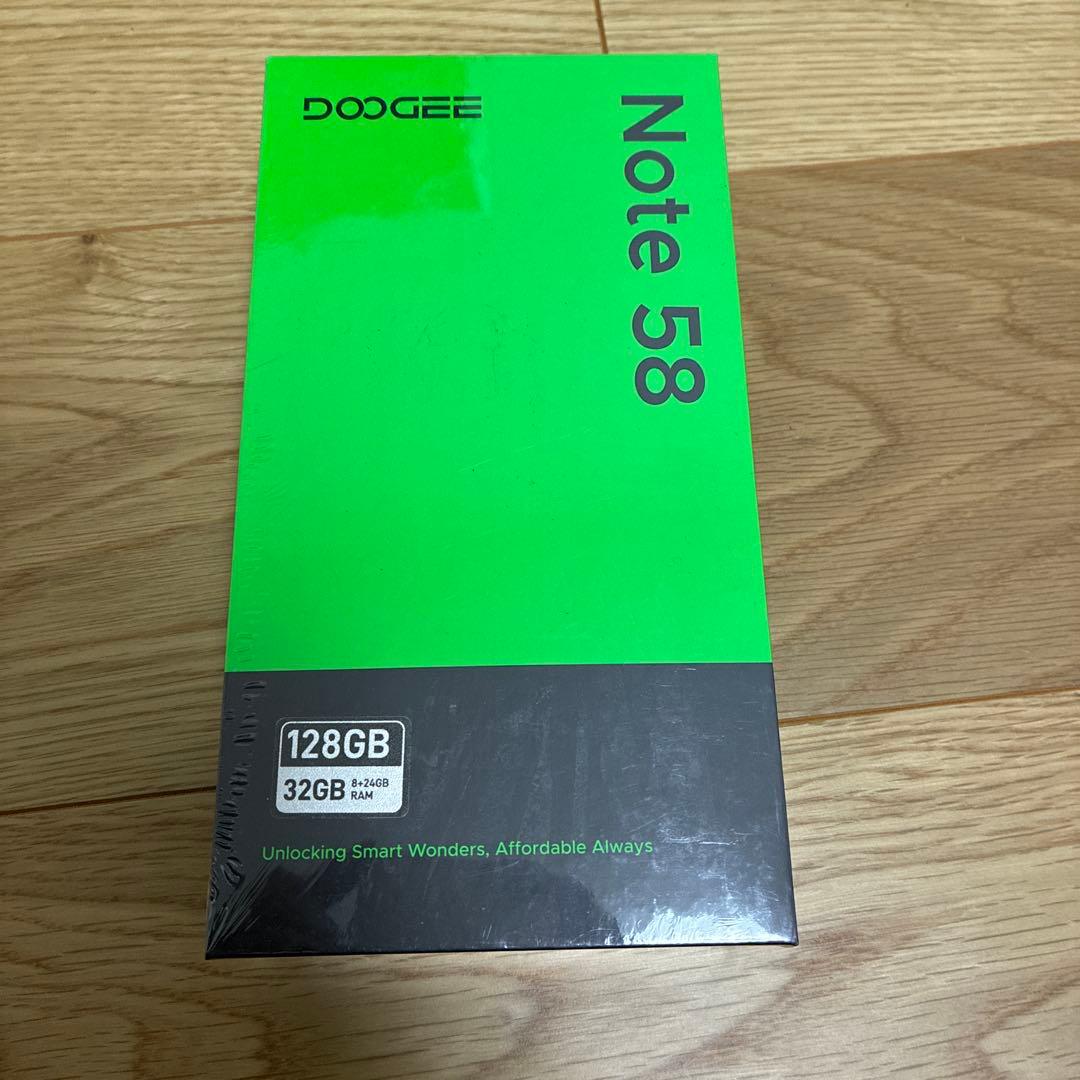 DOOGEE
Note 58
128GB
32GB 8+24GB RAM
Unlocking Smart Wonders, Affordable Always